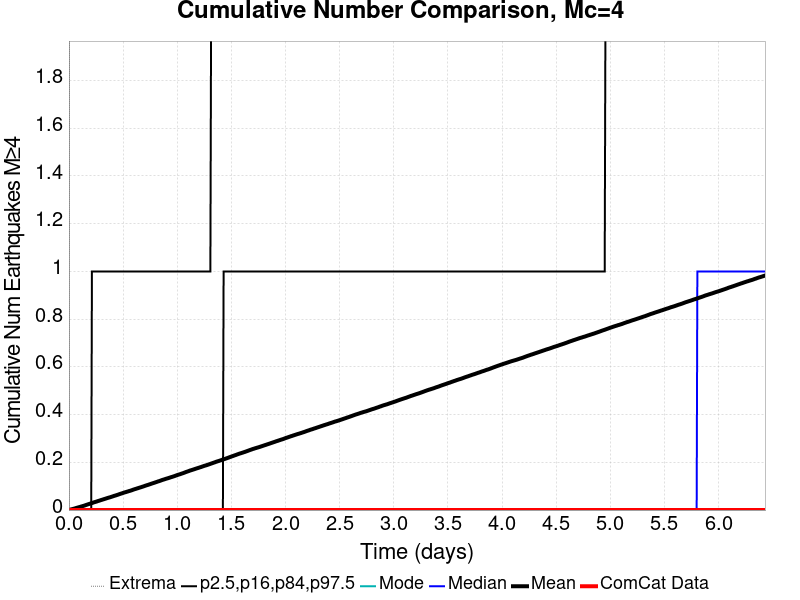 Cumulative Number Comparison, Mc=4
Cumulative Num Earthquakes M≥4
1.8
1.6
1.4
1.2
1
0.8
0.6
0.4
0.2
0
0.0 0.5 1.0 1.5 2.0 2.5 3.0 3.5 4.0 4.5 5.0 5.5 6.0
Time (days)
Extrema p2.5,p16,p84,p97.5 Mode Median Mean ComCat Data